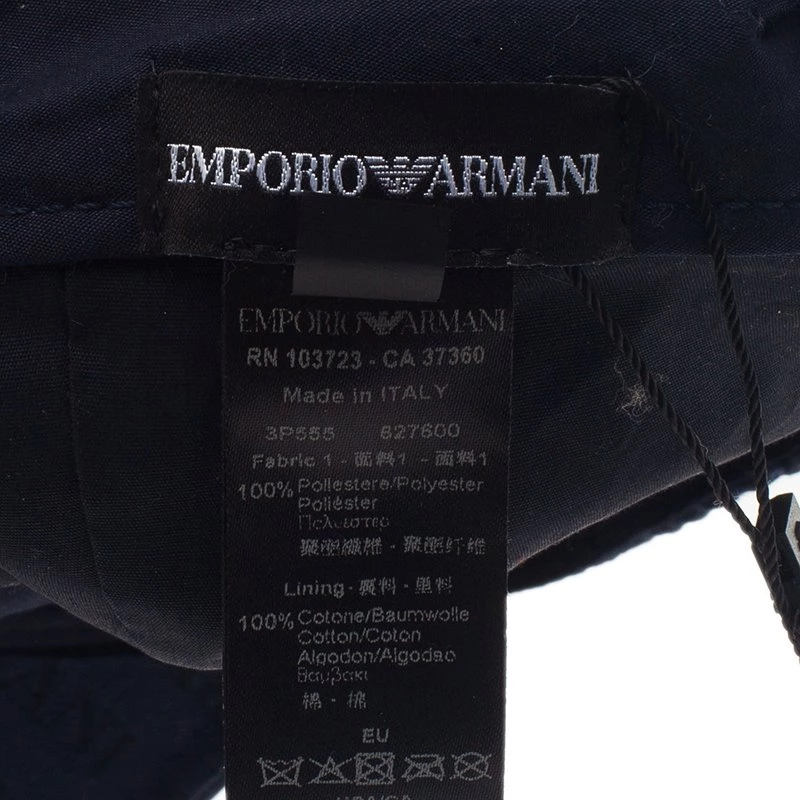 EMPORIO ARMANI
EMPORIO ARMANI
RN 103723 - CA 37360
Made in ITALY
3P555 627600
Fabric 1 - 面料1 - 面料1
100% Poliestere/Polyester
Poliéster
Πολυεστερ
聚酯纖維 - 聚酯纤维
Lining - 裏料 - 里料
100% Cotone/Baumwolle
Cotton/Coton
Algodon/Algodao
Βαμβακι
棉 - 棉
EU